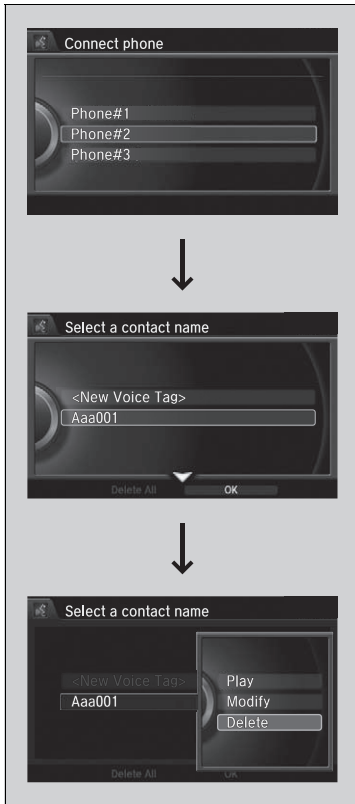 Connect phone
Phone#1
Phone#2
Phone#3
Select a contact name
<New Voice Tag>
Aaa001
Delete All OK
Select a contact name
<New Voice Tag> Play
Aaa001 Modify
Delete
Delete All OK